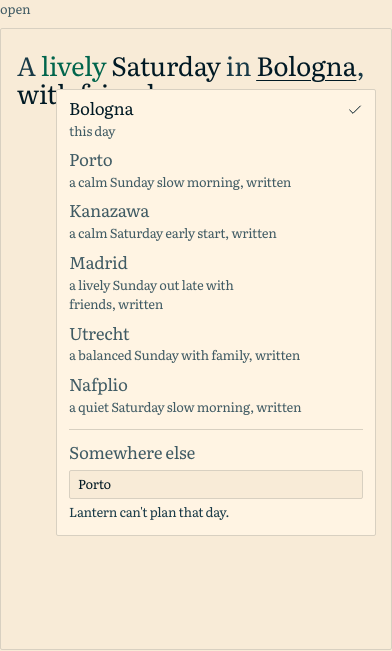 open
A lively Saturday in Bologna,
with
Bologna
this day
Porto
a calm Sunday slow morning, written
Kanazawa
a calm Saturday early start, written
Madrid
a lively Sunday out late with
friends, written
Utrecht
a balanced Sunday with family, written
Nafplio
a quiet Saturday slow morning, written
Somewhere else
Porto
Lantern can't plan that day.